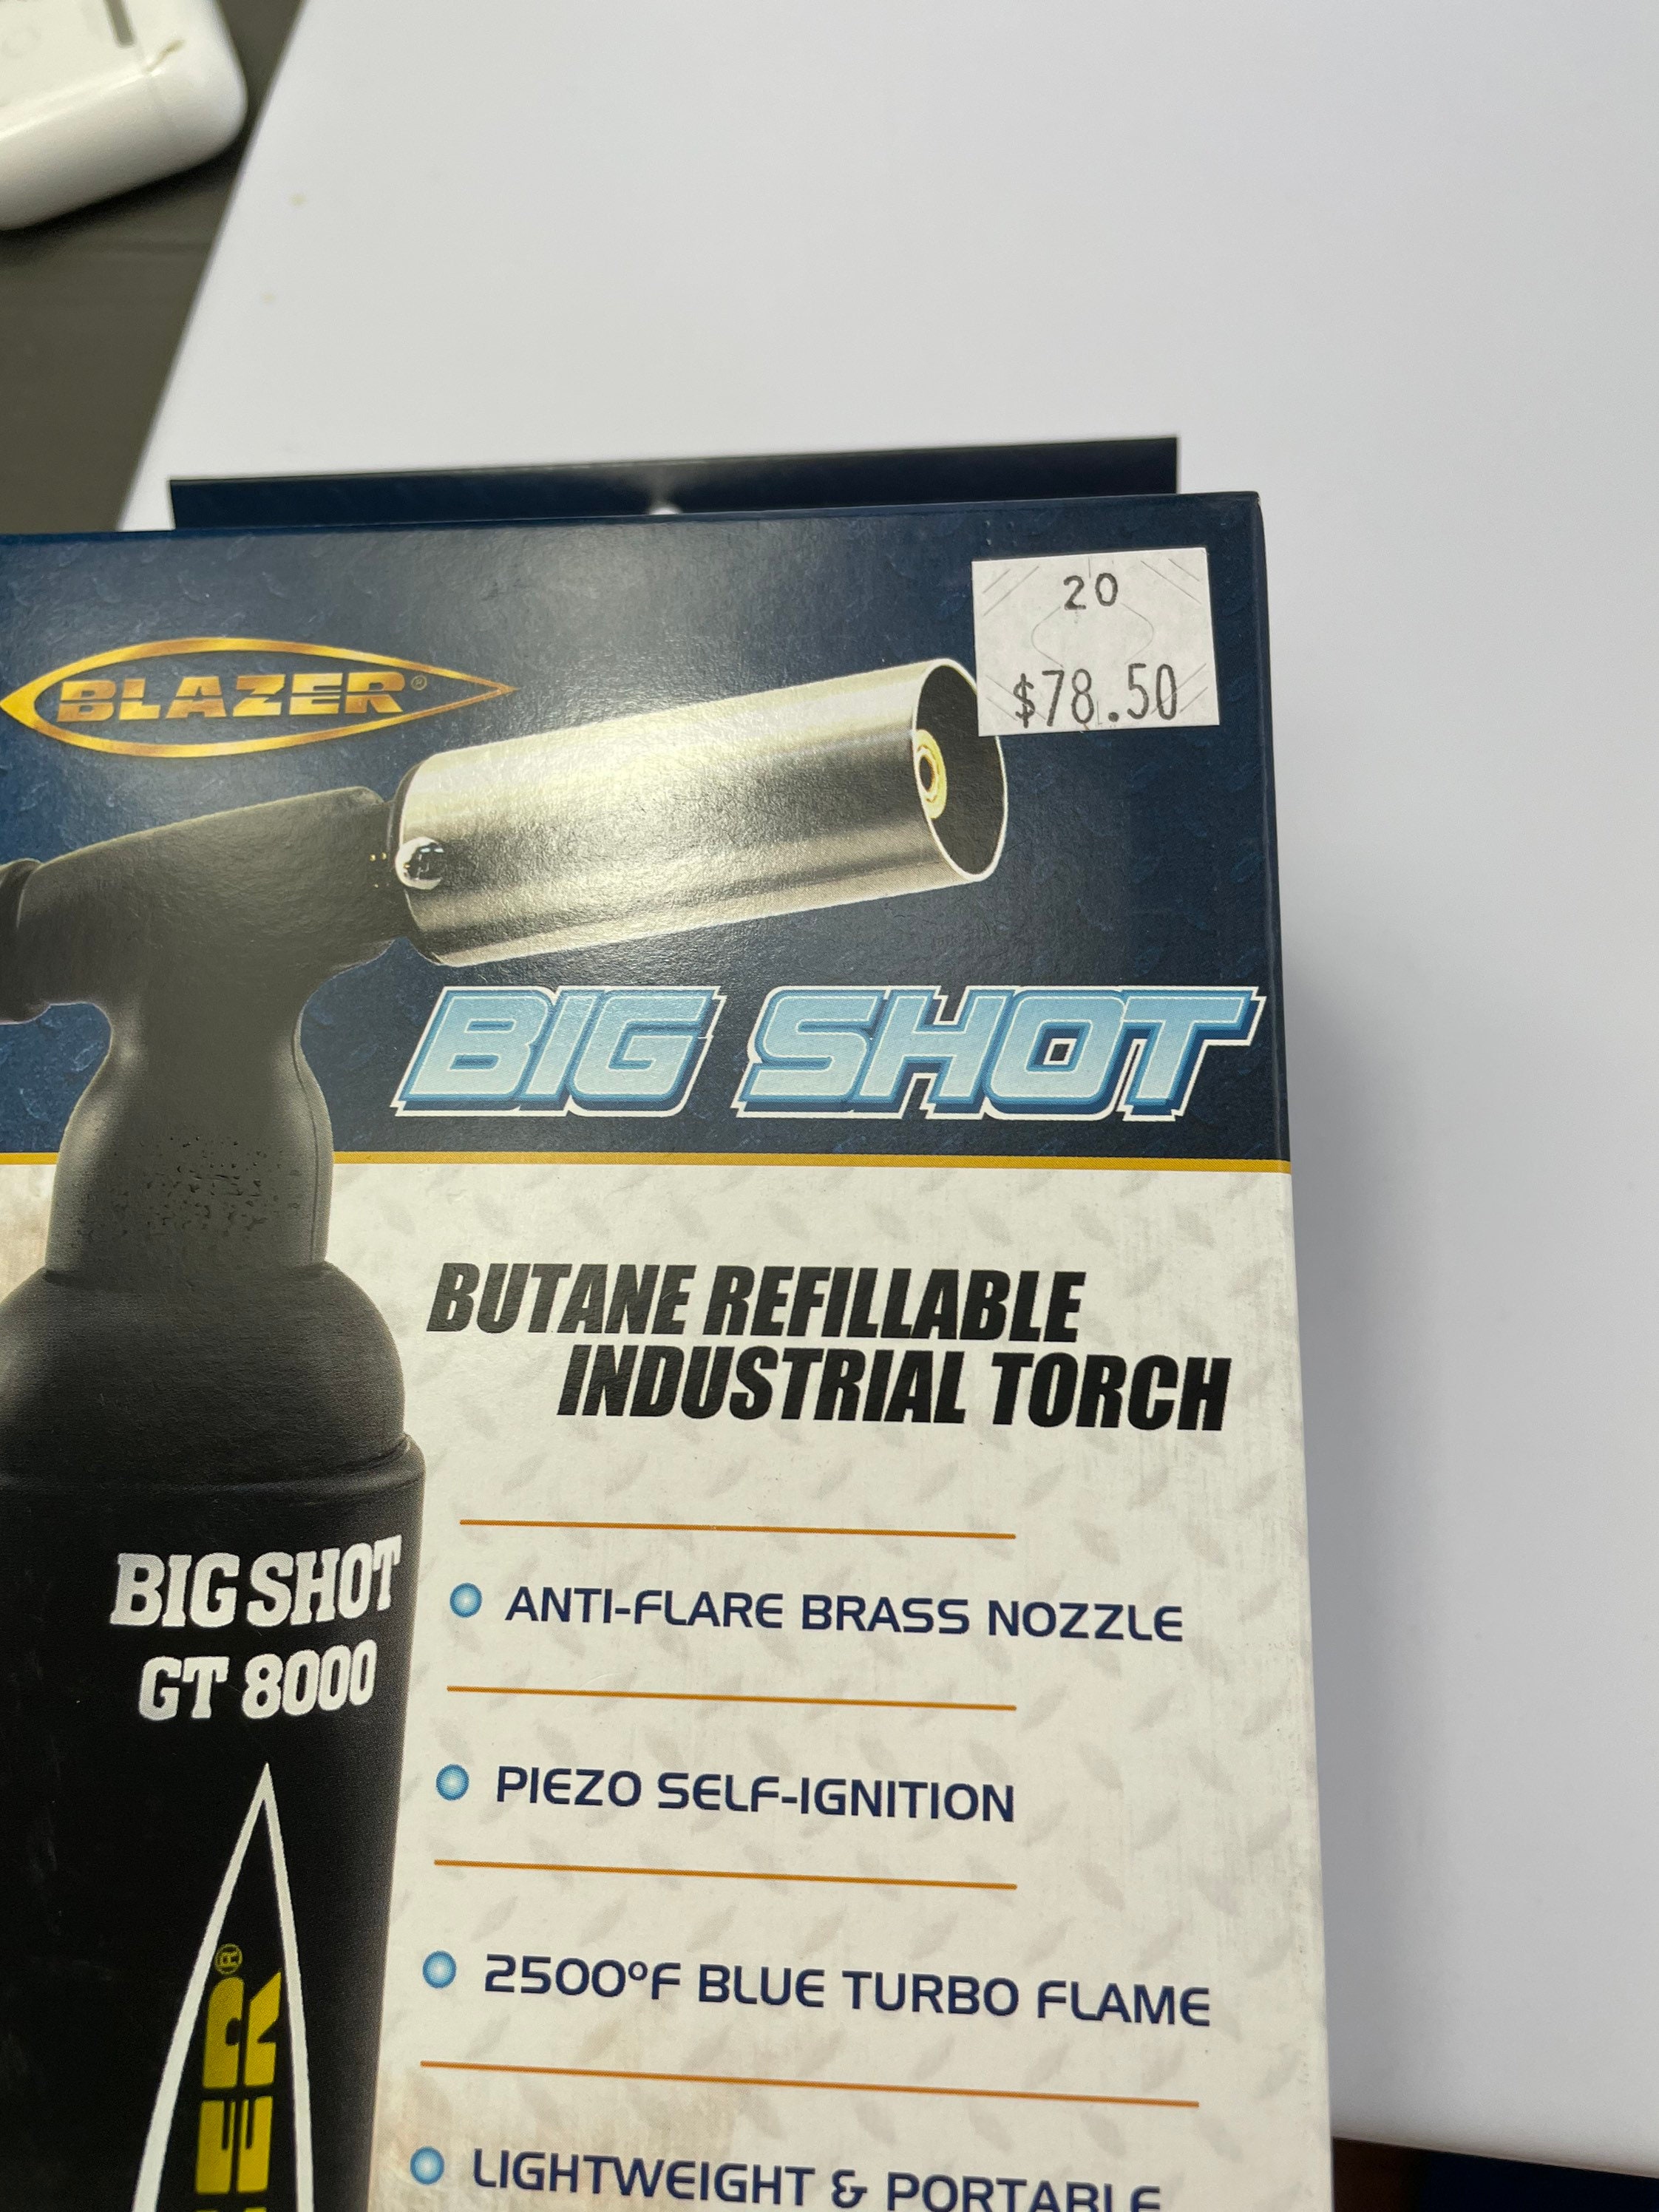 20
$78.50
BLAZER®
BIG SHOT
BUTANE REFILLABLE
INDUSTRIAL TORCH
BIG SHOT
GT 8000
ANTI-FLARE BRASS NOZZLE
PIEZO SELF-IGNITION
2500°F BLUE TURBO FLAME
LIGHTWEIGHT & PORTABLE